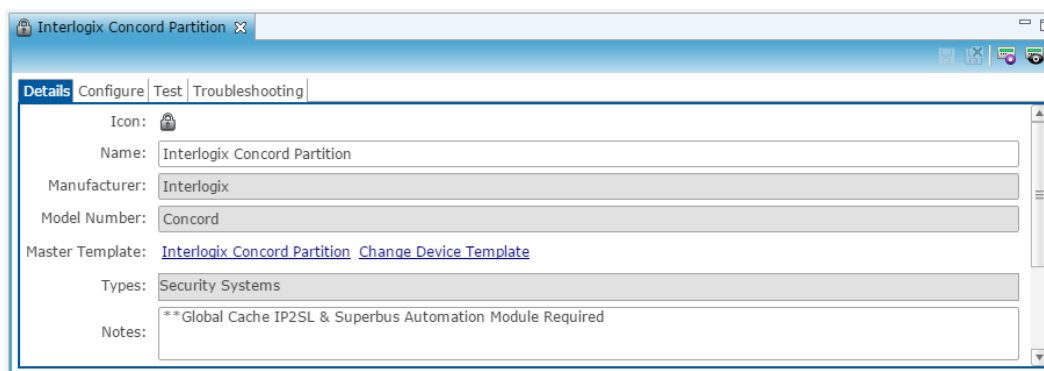 Interlogix Concord Partition
Details Configure Test Troubleshooting
Icon:
Name: Interlogix Concord Partition
Manufacturer: Interlogix
Model Number: Concord
Master Template: Interlogix Concord Partition Change Device Template
Types: Security Systems
Notes: **Global Cache IP2SL & Superbus Automation Module Required